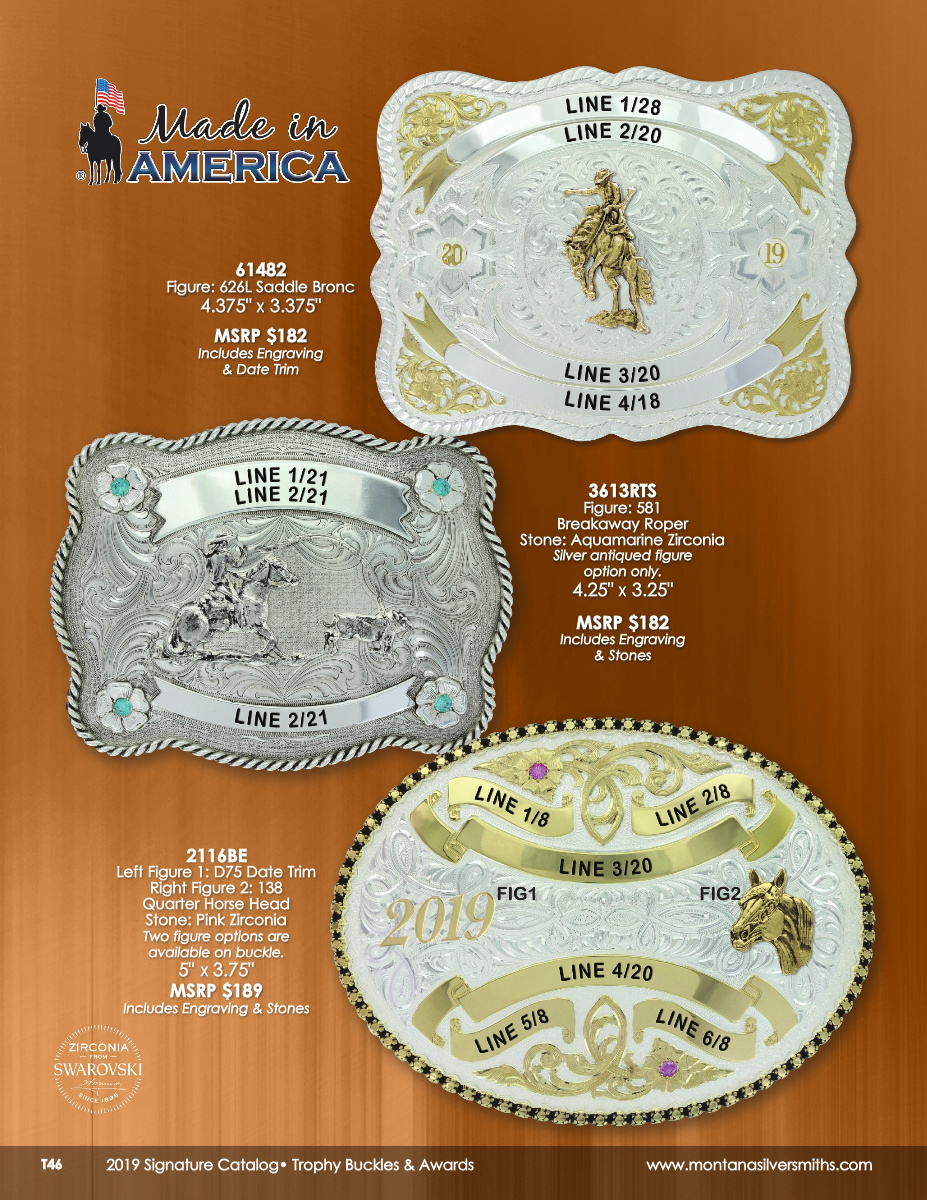 Made in
AMERICA
®
LINE 1/28
LINE 2/20
20
19
LINE 3/20
LINE 4/18
61482
Figure: 626L Saddle Bronc
4.375" x 3.375"
MSRP $182
Includes Engraving
& Date Trim
LINE 1/21
LINE 2/21
LINE 2/21
3613RTS
Figure: 581
Breakaway Roper
Stone: Aquamarine Zirconia
Silver antiqued figure
option only.
4.25" x 3.25"
MSRP $182
Includes Engraving
& Stones
LINE 1/8
LINE 2/8
LINE 3/20
FIG1
FIG2
2019
LINE 4/20
LINE 5/8
LINE 6/8
2116BE
Left Figure 1: D75 Date Trim
Right Figure 2: 138
Quarter Horse Head
Stone: Pink Zirconia
Two figure options are
available on buckle.
5" x 3.75"
MSRP $189
Includes Engraving & Stones
ZIRCONIA
FROM
SWAROVSKI
SINCE 1895
T46
2019 Signature Catalog• Trophy Buckles & Awards
www.montanasilversmiths.com